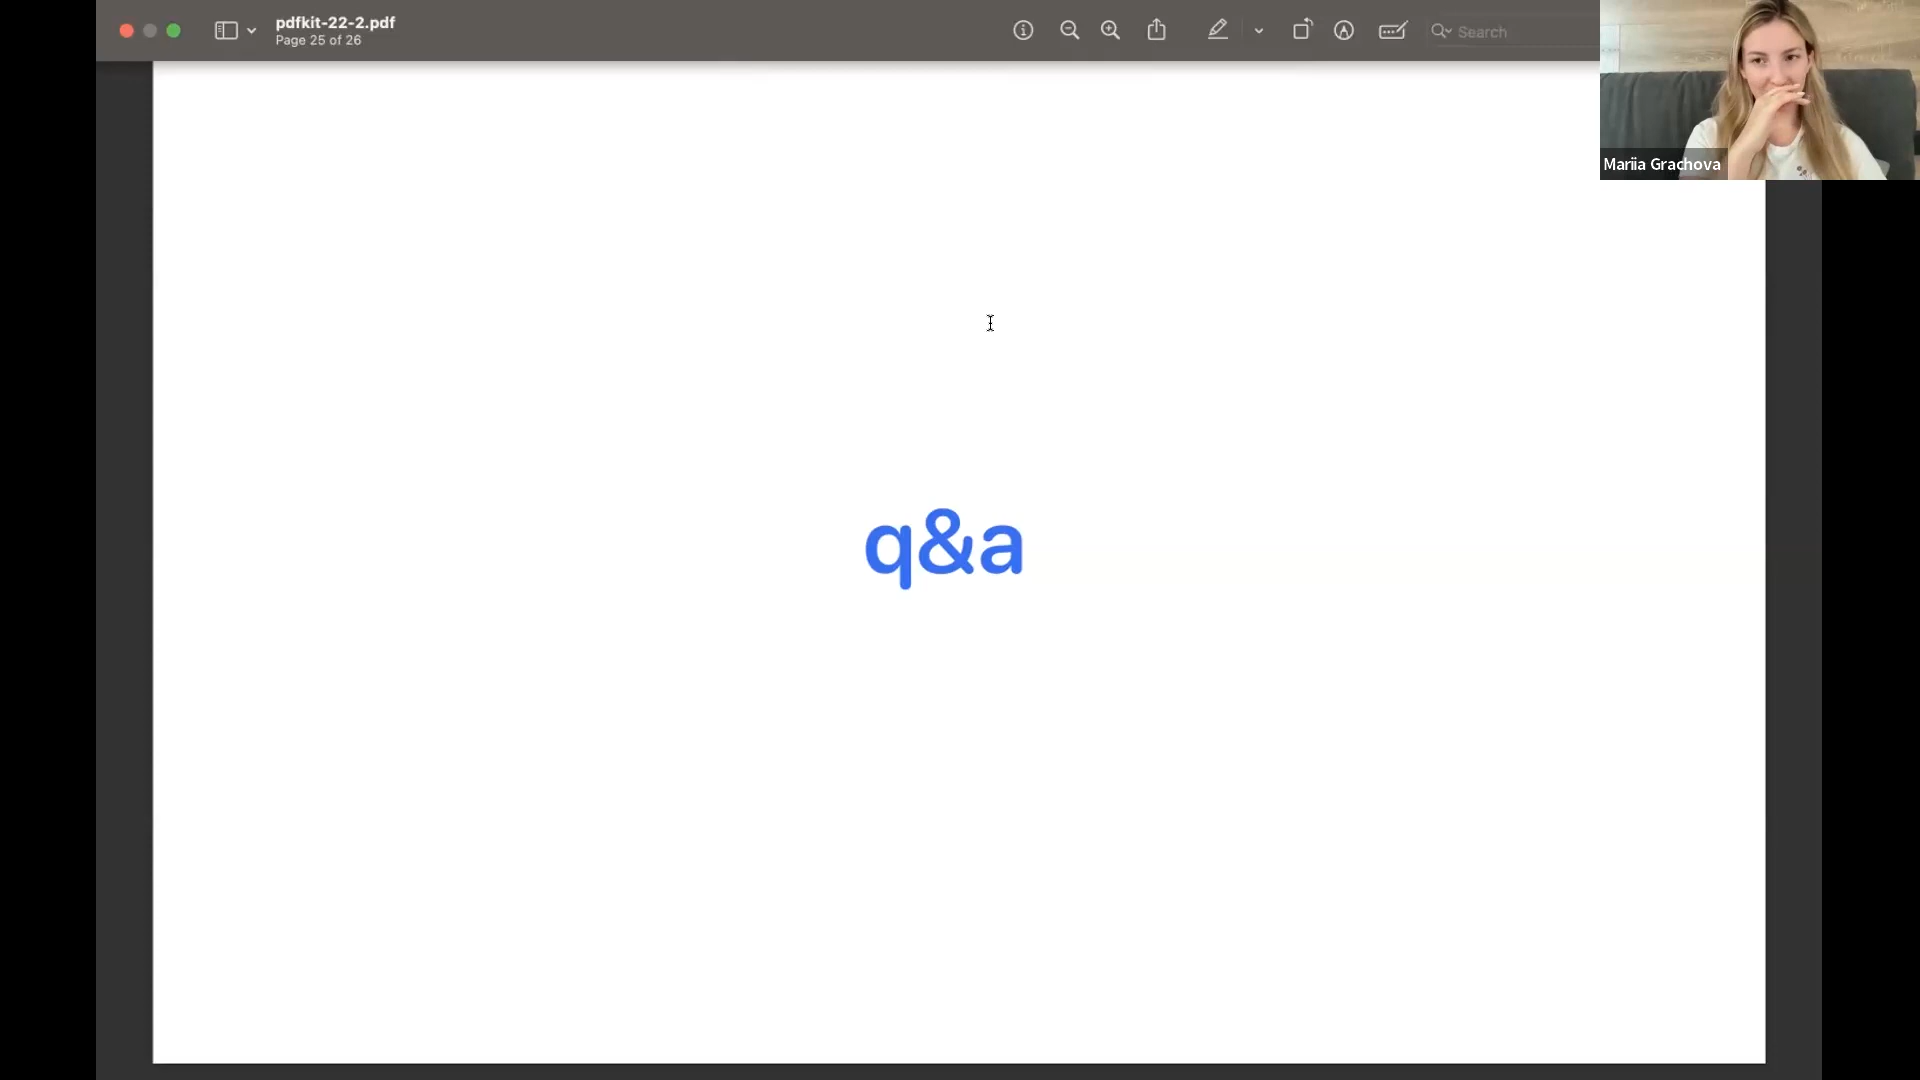 pdfkit-22-2.pdf
Page 25 of 26
Search
Mariia Grachova
q&a